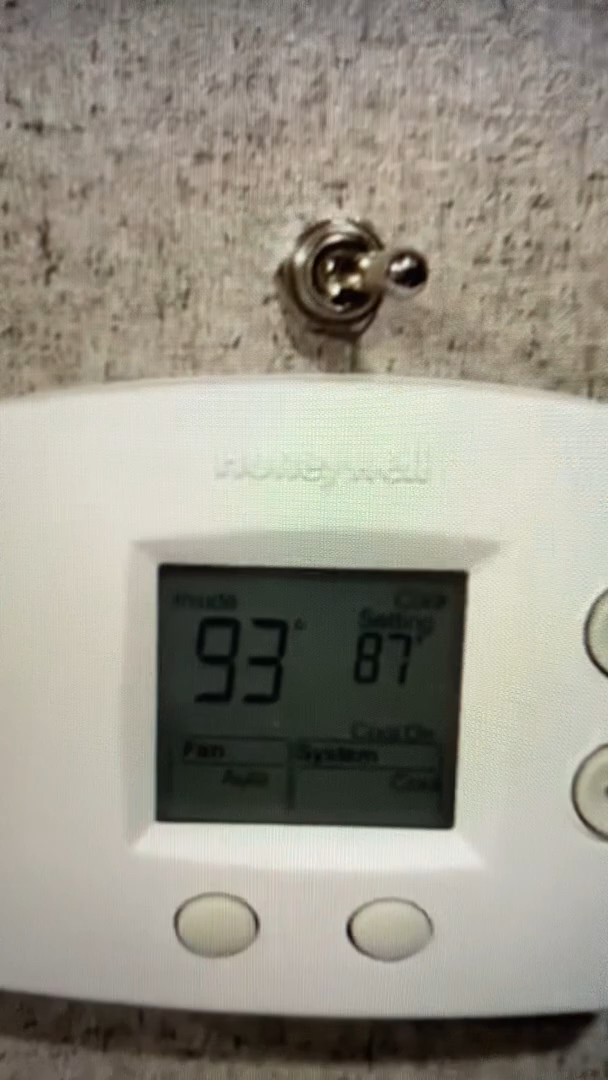 Honeywell
Inside Cool
Setting
93° 87°
Cool On
Fan System
Auto Cool